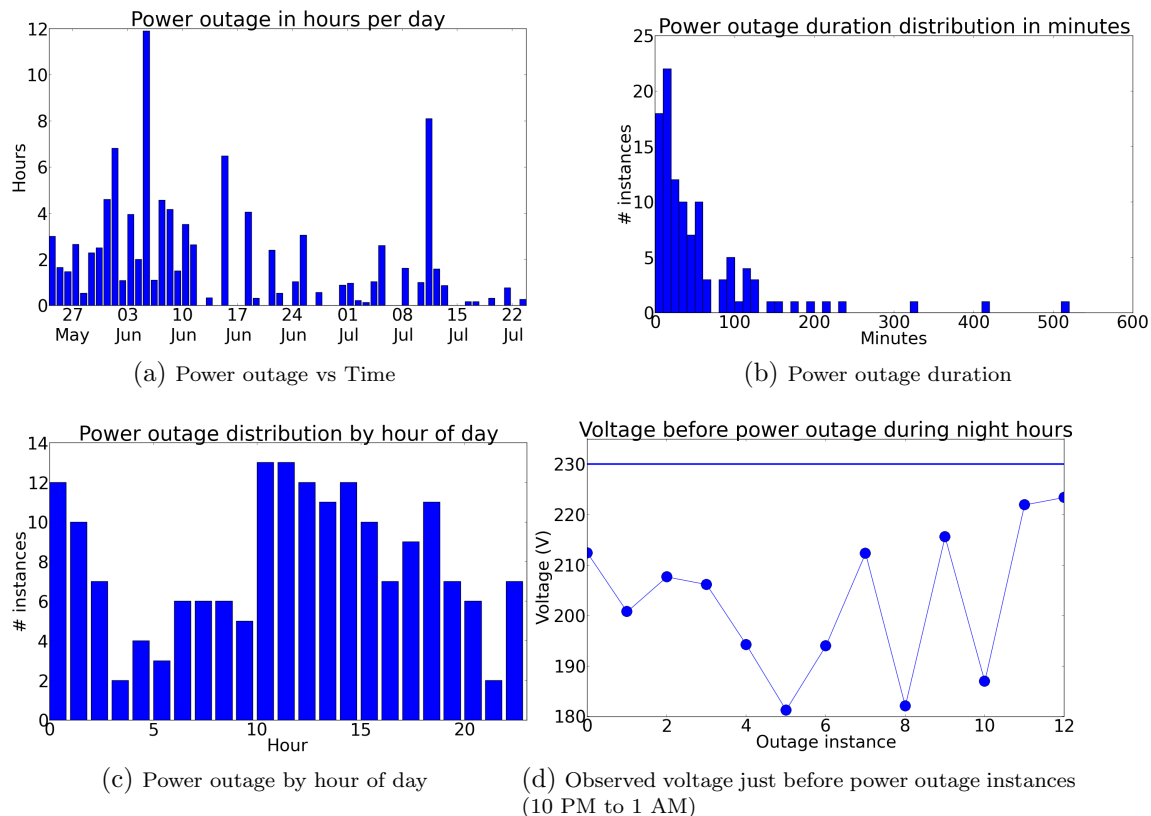 Power outage in hours per day
12
10
8
6
4
2
0
Hours
27 03 10 17 24 01 08 15 22
May Jun Jun Jun Jun Jul Jul Jul Jul
(a) Power outage vs Time
Power outage duration distribution in minutes
25
20
15
10
5
0
# instances
0 100 200 300 400 500 600
Minutes
(b) Power outage duration
Power outage distribution by hour of day
14
12
10
8
6
4
2
0
# instances
0 5 10 15 20
Hour
(c) Power outage by hour of day
Voltage before power outage during night hours
230
220
210
200
190
180
Voltage (V)
0 2 4 6 8 10 12
Outage instance
(d) Observed voltage just before power outage instances
(10 PM to 1 AM)